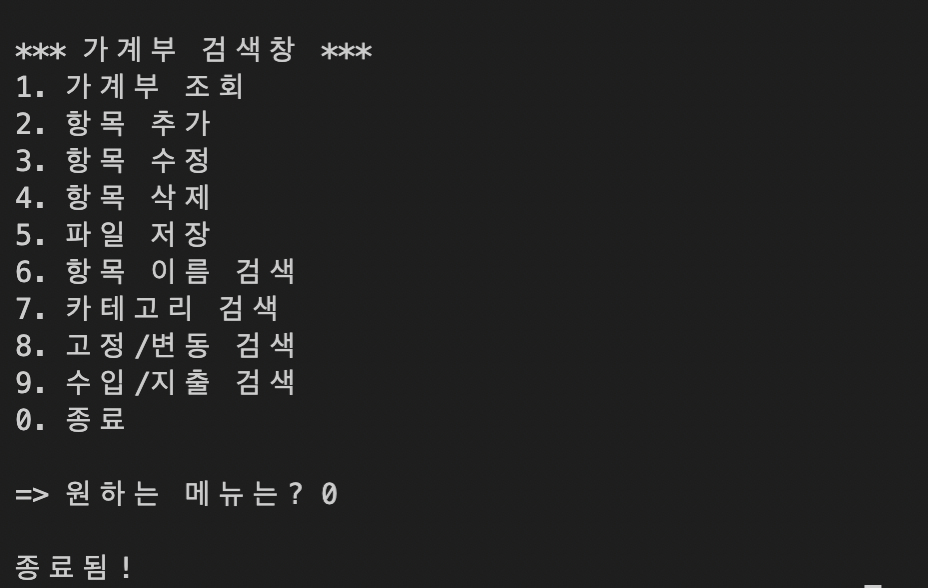 *** 가계부 검색창 ***
1. 가계부 조회
2. 항목 추가
3. 항목 수정
4. 항목 삭제
5. 파일 저장
6. 항목 이름 검색
7. 카테고리 검색
8. 고정/변동 검색
9. 수입/지출 검색
0. 종료
=> 원하는 메뉴는? 0
종료됨!